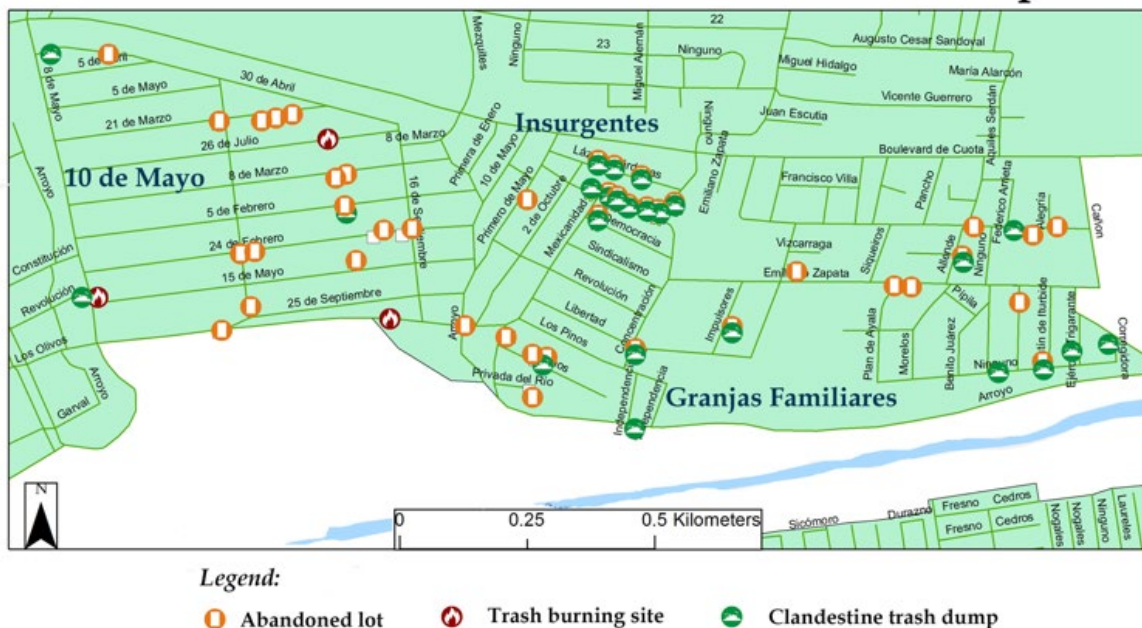 22
Augusto Cesar Sandoval
Mezquites
Ninguno
23
Ninguno
Miguel Alemán
Miguel Hidalgo
María Alarcón
5 de Mayo
30 de Abril
8 de Mayo
Vicente Guerrero
21 de Marzo
Juan Escutia
Ninguno
Aquiles Serdán
Insurgentes
26 de Julio
8 de Marzo
Primera de Enero
10 de Mayo
Boulevard de Cuota
Arroyo
10 de Mayo
8 de Marzo
16 de Septiembre
Primero de Mayo
2 de Octubre
Mexicanidad
Emiliano Zapata
Francisco Villa
Pancho
Federico Arrieta
Alegría
Cañon
5 de Febrero
Democracia
Constitución
24 de Febrero
Sindicalismo
Vizcarraga
Siqueiros
Allende
Ninguno
15 de Mayo
Revolución
Revolución
25 de Septiembre
Libertad
Concentración
Impulsores
Pípila
Los Olivos
Arroyo
Los Pinos
Plan de Ayala
Morelos
Benito Juárez
Ninguno
Corregidora
Arroyo
Garval
Privada del Rio
Independencia
Granjas Familiares
Arroyo
N
0 0.25 0.5 Kilometers
Sicómoro
Durazno
Fresno Cedros
Fresno Cedros
Nogales
Nogales
Ninguno
Laureles
Legend:
Abandoned lot
Trash burning site
Clandestine trash dump